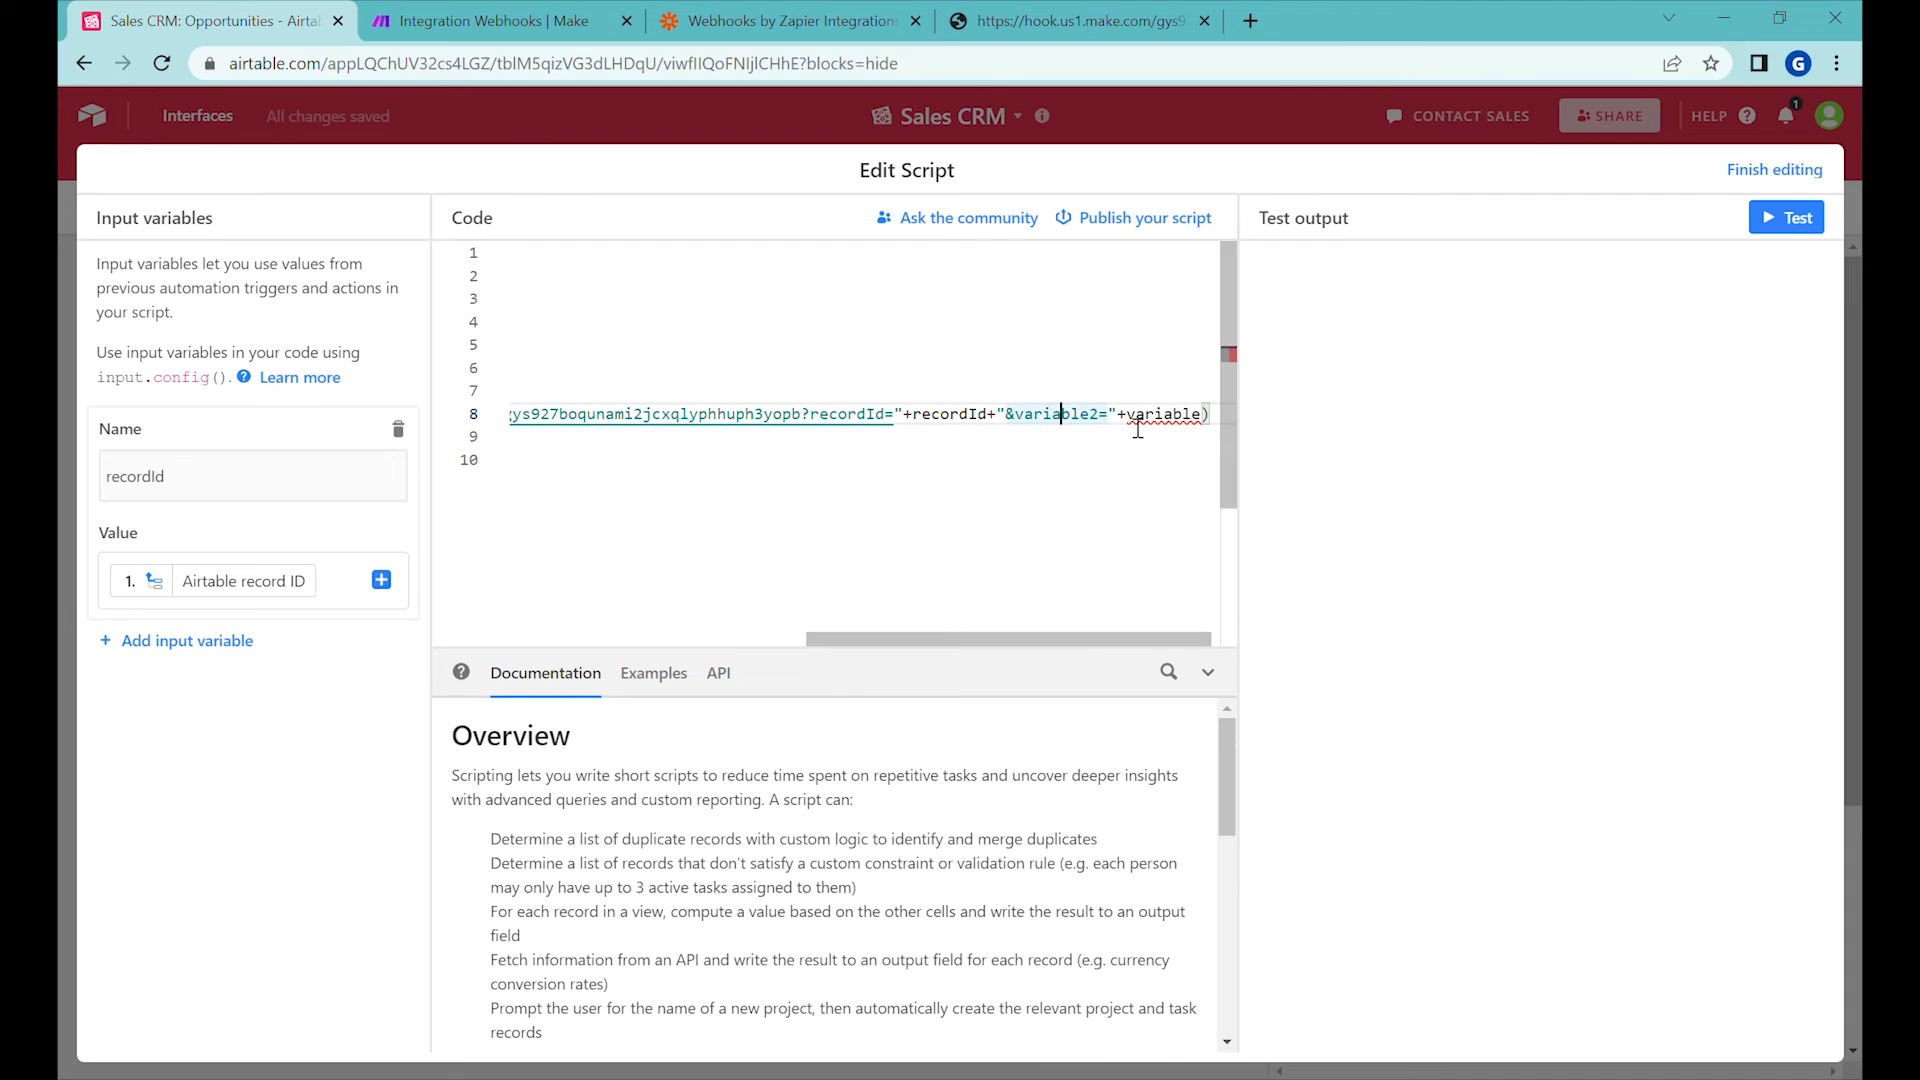 Sales CRM: Opportunities - Airta
Integration Webhooks | Make
Webhooks by Zapier Integrations
https://hook.us1.make.com/gys9
airtable.com/appLQChUV32cs4LGZ/tblM5qizVG3dLHDqU/viwfIIQoFNIjlCHhE?blocks=hide
G
Interfaces
All changes saved
Sales CRM
CONTACT SALES
SHARE
HELP
1
Edit Script
Finish editing
Input variables
Code
Ask the community
Publish your script
Test output
Test
Input variables let you use values from
previous automation triggers and actions in
your script.
Use input variables in your code using
input.config(). Learn more
Name
recordId
Value
1. Airtable record ID
+ Add input variable
1
2
3
4
5
6
7
8 gys927boqunami2jcxqlyphhuph3yopb?recordId="+recordId+"&variable2="+variable)
9
10
Documentation
Examples
API
Overview
Scripting lets you write short scripts to reduce time spent on repetitive tasks and uncover deeper insights
with advanced queries and custom reporting. A script can:
Determine a list of duplicate records with custom logic to identify and merge duplicates
Determine a list of records that don't satisfy a custom constraint or validation rule (e.g. each person
may only have up to 3 active tasks assigned to them)
For each record in a view, compute a value based on the other cells and write the result to an output
field
Fetch information from an API and write the result to an output field for each record (e.g. currency
conversion rates)
Prompt the user for the name of a new project, then automatically create the relevant project and task
records